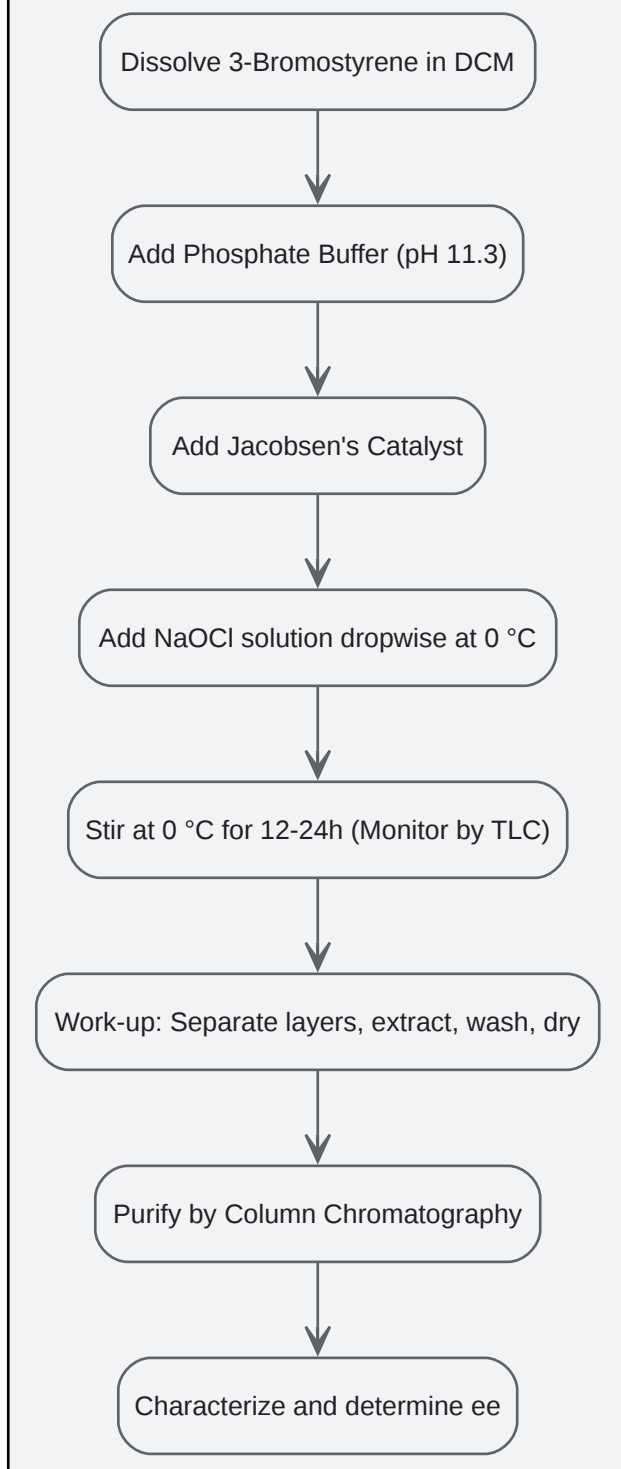 Dissolve 3-Bromostyrene in DCM
Add Phosphate Buffer (pH 11.3)
Add Jacobsen's Catalyst
Add NaOCl solution dropwise at 0 °C
Stir at 0 °C for 12-24h (Monitor by TLC)
Work-up: Separate layers, extract, wash, dry
Purify by Column Chromatography
Characterize and determine ee